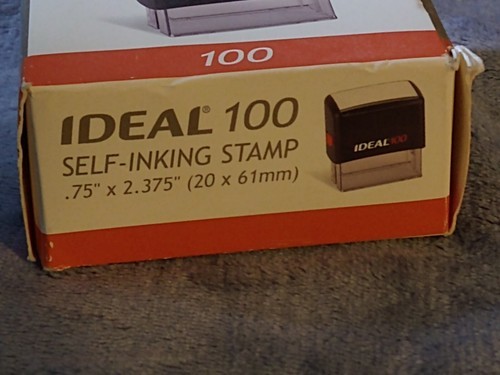 100
IDEAL® 100
SELF-INKING STAMP
.75" x 2.375" (20 x 61mm)
IDEAL 100